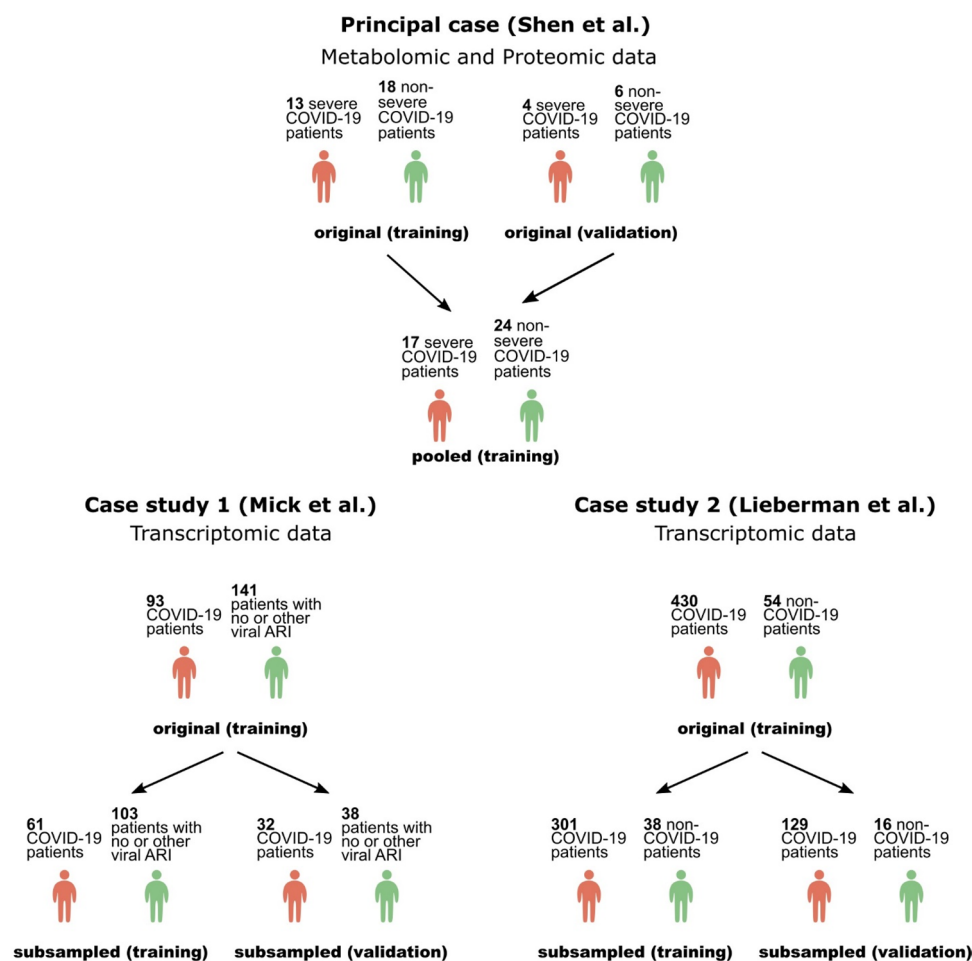 Principal case (Shen et al.)
Metabolomic and Proteomic data
13 severe
COVID-19
patients
18 non-
severe
COVID-19
patients
4 severe
COVID-19
patients
6 non-
severe
COVID-19
patients
original (training)
original (validation)
17 severe
COVID-19
patients
24 non-
severe
COVID-19
patients
pooled (training)
Case study 1 (Mick et al.)
Transcriptomic data
93
COVID-19
patients
141
patients with
no or other
viral ARI
original (training)
61
COVID-19
patients
103
patients with
no or other
viral ARI
32
COVID-19
patients
38
patients with
no or other
viral ARI
subsampled (training)
subsampled (validation)
Case study 2 (Lieberman et al.)
Transcriptomic data
430
COVID-19
patients
54 non-
COVID-19
patients
original (training)
301
COVID-19
patients
38 non-
COVID-19
patients
129
COVID-19
patients
16 non-
COVID-19
patients
subsampled (training)
subsampled (validation)